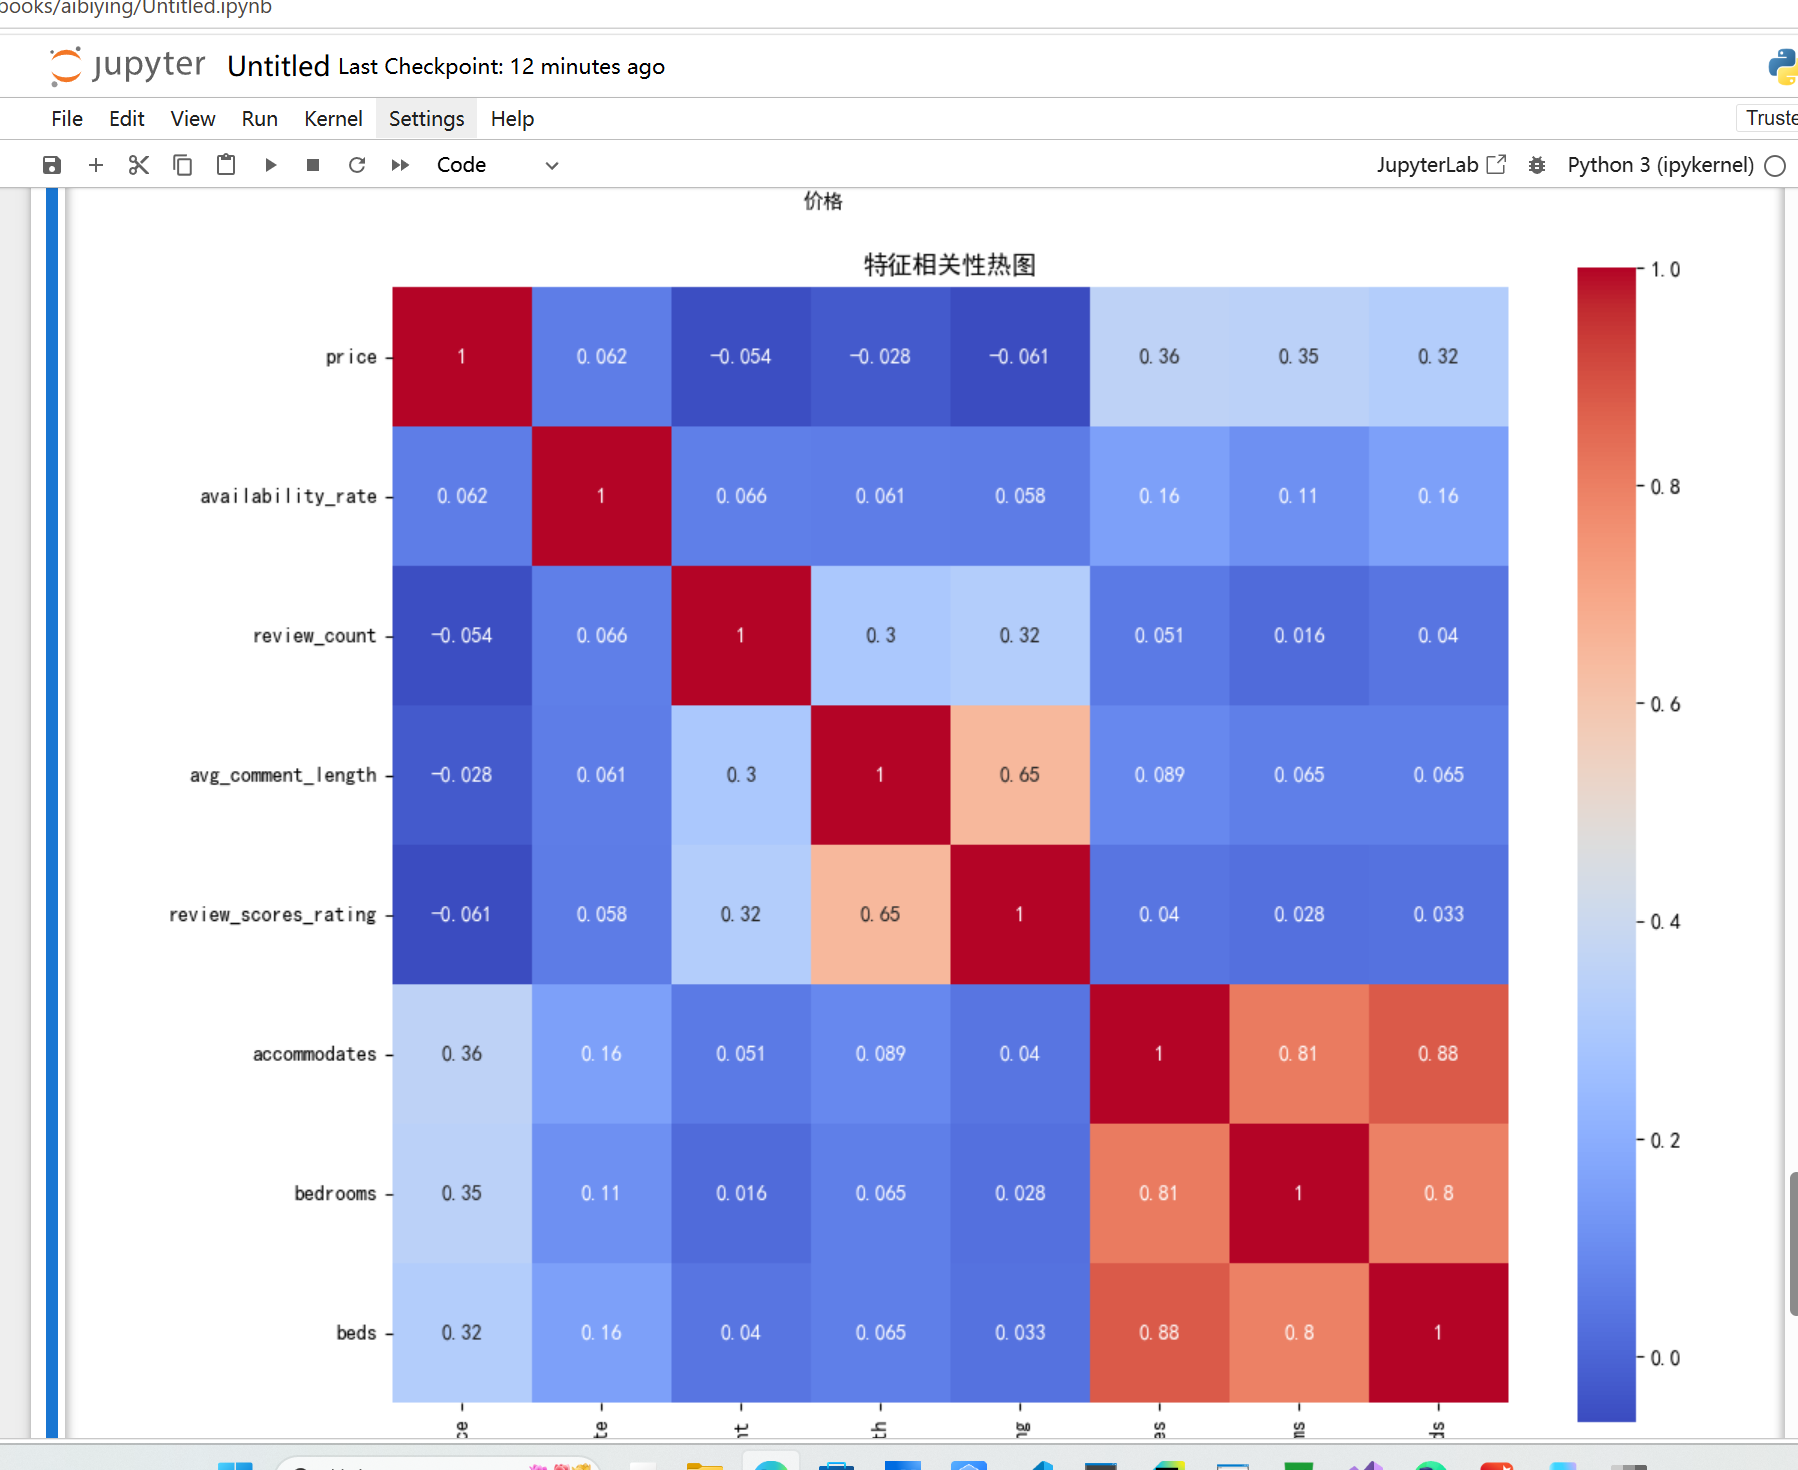 books/aibiying/Untitled.ipynb
jupyter Untitled Last Checkpoint: 12 minutes ago
File Edit View Run Kernel Settings Help
Code JupyterLab Python 3 (ipykernel)
价格
特征相关性热图
price 1 0.062 -0.054 -0.028 -0.061 0.36 0.35 0.32
availability_rate 0.062 1 0.066 0.061 0.058 0.16 0.11 0.16
review_count -0.054 0.066 1 0.3 0.32 0.051 0.016 0.04
avg_comment_length -0.028 0.061 0.3 1 0.65 0.089 0.065 0.065
review_scores_rating -0.061 0.058 0.32 0.65 1 0.04 0.028 0.033
accommodates 0.36 0.16 0.051 0.089 0.04 1 0.81 0.88
bedrooms 0.35 0.11 0.016 0.065 0.028 0.81 1 0.8
beds 0.32 0.16 0.04 0.065 0.033 0.88 0.8 1
1.0
0.8
0.6
0.4
0.2
0.0